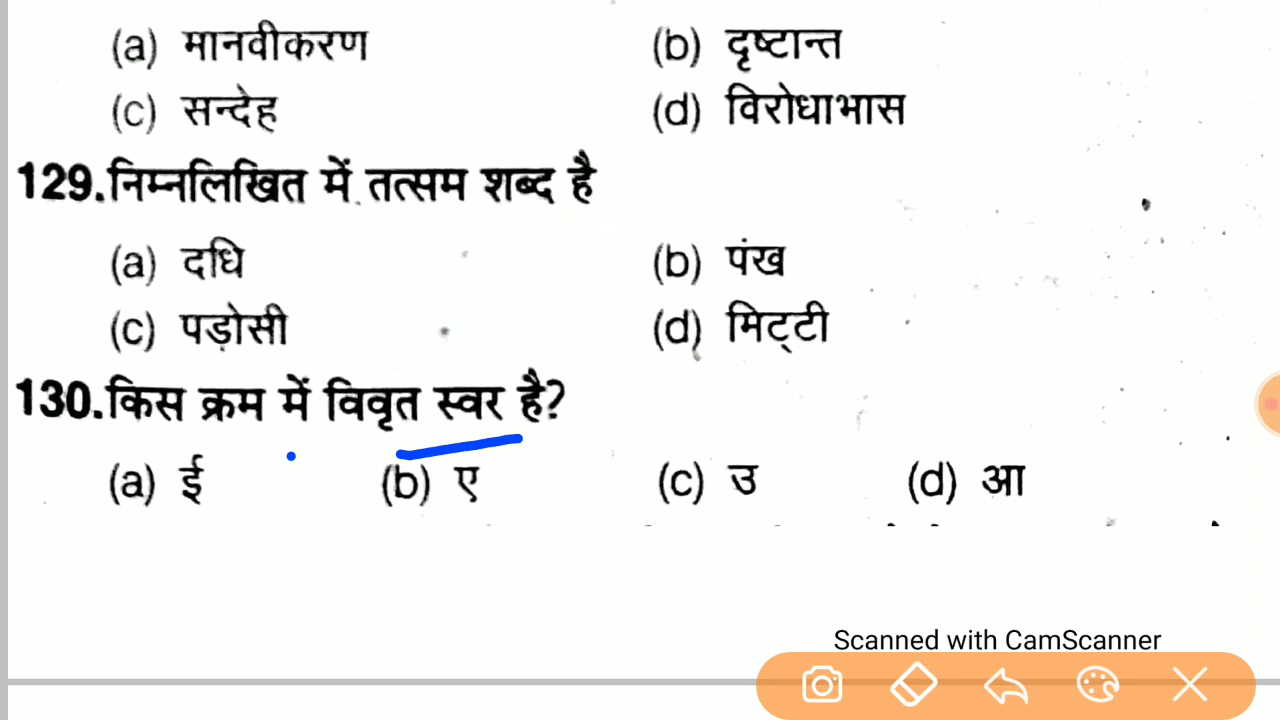 (a) मानवीकरण (b) दृष्टान्त
(c) सन्देह (d) विरोधाभास
129.निम्नलिखित में तत्सम शब्द है
(a) दधि (b) पंख
(c) पड़ोसी (d) मिट्टी
130.किस क्रम में विवृत स्वर है?
(a) ई (b) ए (c) उ (d) आ
Scanned with CamScanner